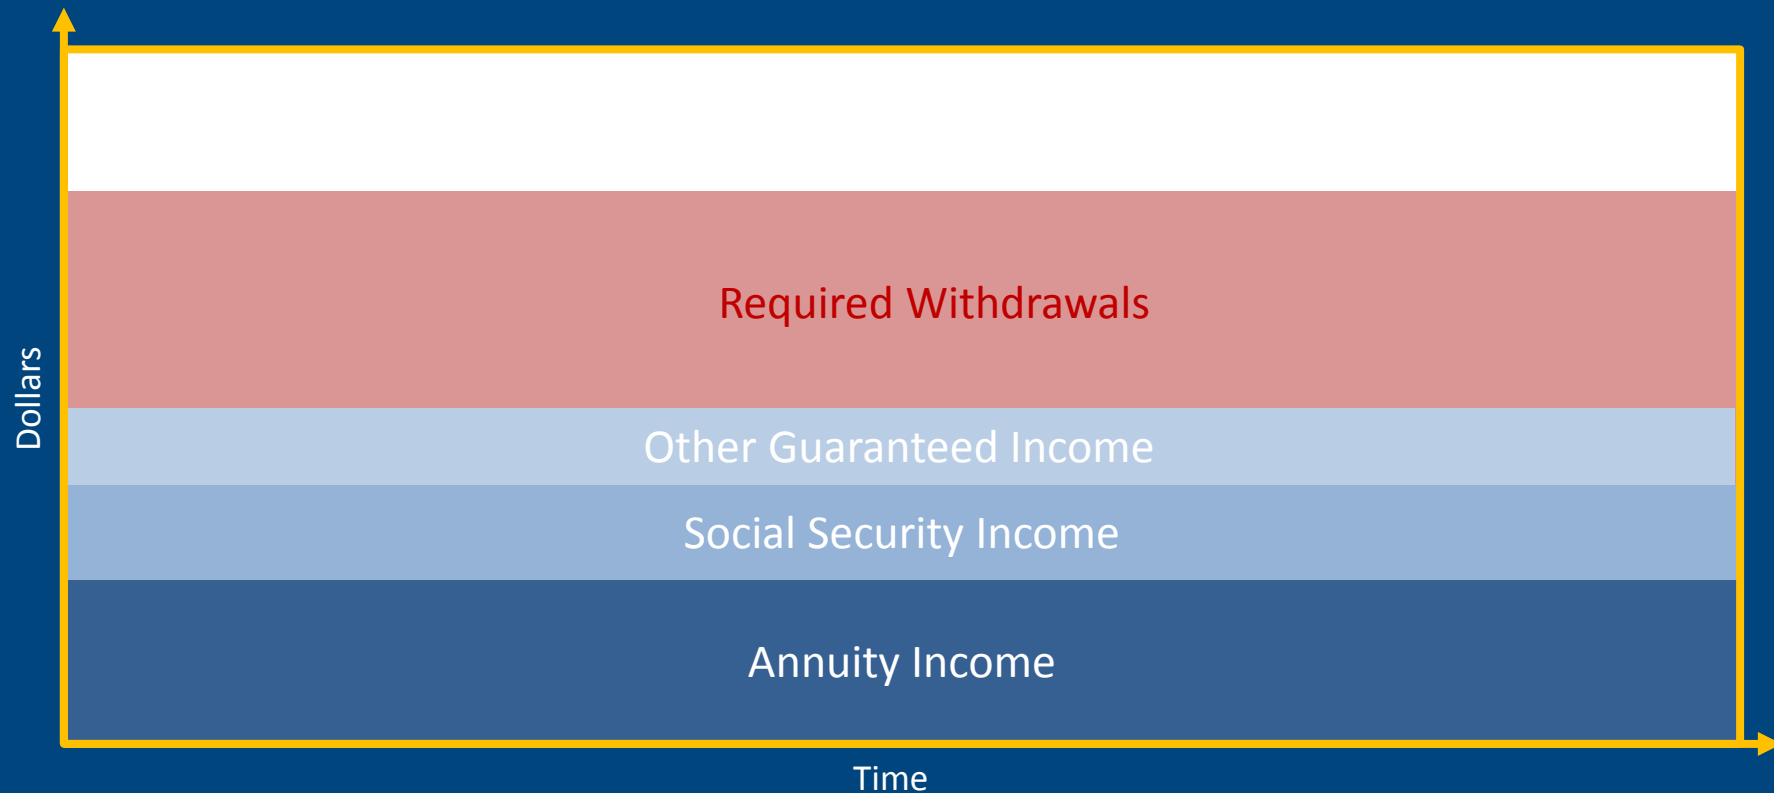 Required Withdrawals
Other Guaranteed Income
Social Security Income
Annuity Income
Dollars
Time